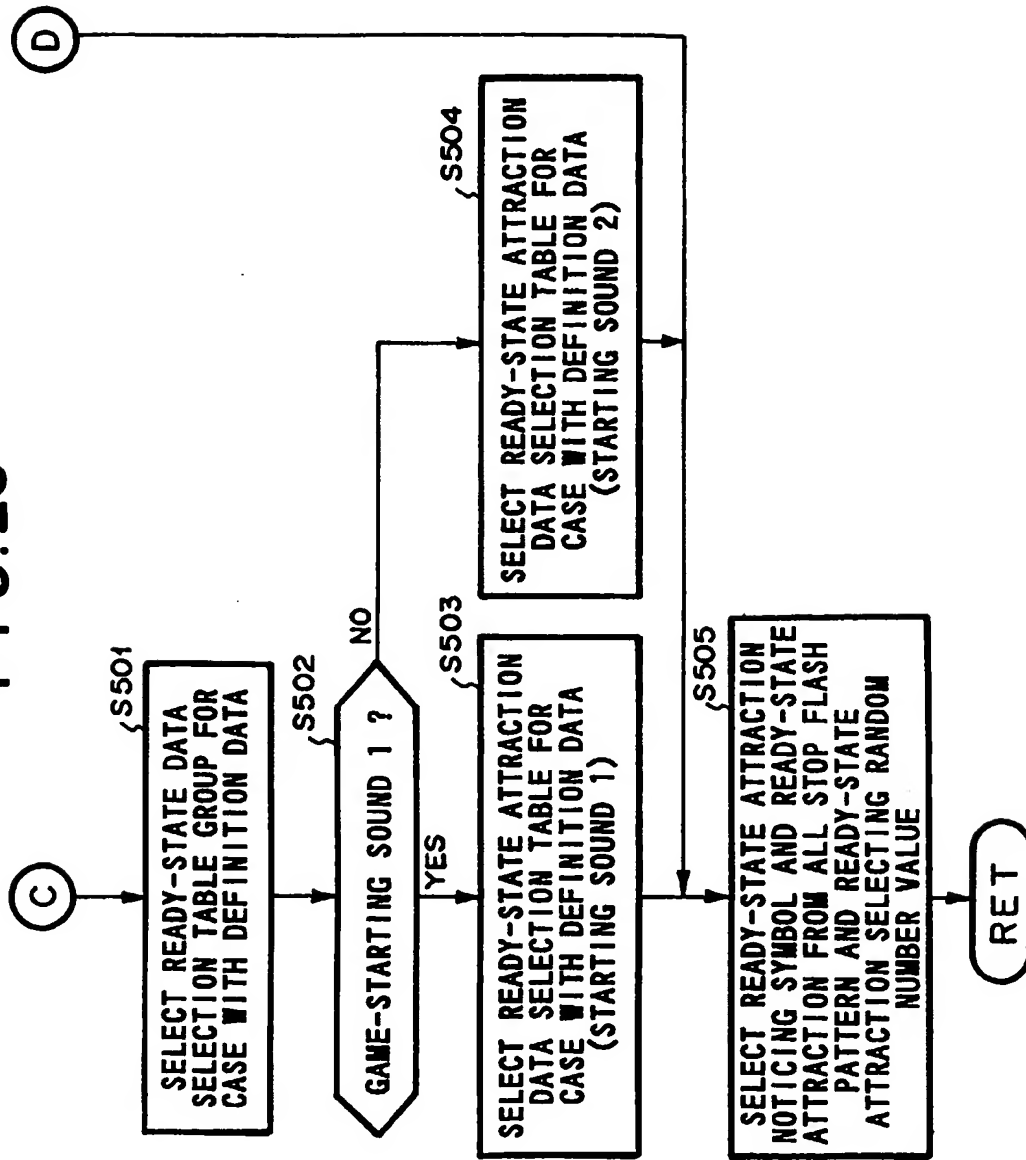 C
D
S501
SELECT READY-STATE DATA
SELECTION TABLE GROUP FOR
CASE WITH DEFINITION DATA
S502
GAME-STARTING SOUND 1 ?
NO
YES
S503
SELECT READY-STATE ATTRACTION
DATA SELECTION TABLE FOR
CASE WITH DEFINITION DATA
(STARTING SOUND 1)
S504
SELECT READY-STATE ATTRACTION
DATA SELECTION TABLE FOR
CASE WITH DEFINITION DATA
(STARTING SOUND 2)
S505
SELECT READY-STATE ATTRACTION
NOTICING SYMBOL AND READY-STATE
ATTRACTION FROM ALL STOP FLASH
PATTERN AND READY-STATE
ATTRACTION SELECTING RANDOM
NUMBER VALUE
RET